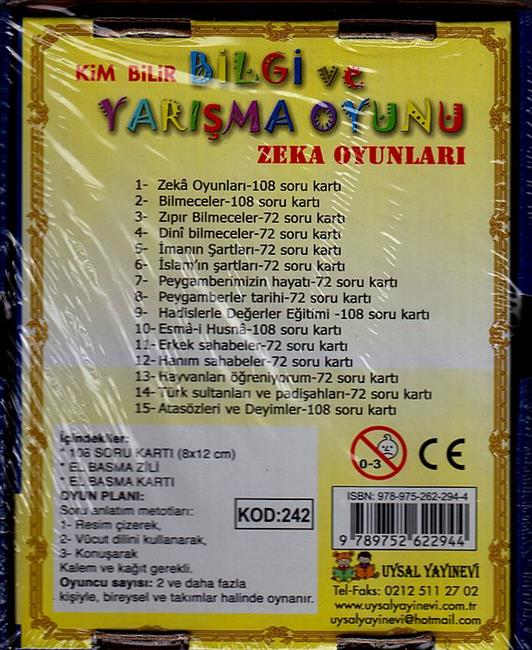 KİM BİLİR BİLGİ ve
YARIŞMA OYUNU
ZEKA OYUNLARI
1- Zekâ Oyunları-108 soru kartı
2- Bilmeceler-108 soru kartı
3- Zıpır Bilmeceler-72 soru kartı
4- Dinî bilmeceler-72 soru kartı
5- İmanın Şartları-72 soru kartı
6- İslam'ın şartları-72 soru kartı
7- Peygamberimizin hayatı-72 soru kartı
8- Peygamberler tarihi-72 soru kartı
9- Hadislerle Değerler Eğitimi -108 soru kartı
10- Esmâ-i Husnâ-108 soru kartı
11- Erkek sahabeler-72 soru kartı
12- Hanım sahabeler-72 soru kartı
13- Hayvanları öğreniyorum-72 soru kartı
14- Türk sultanları ve padişahları-72 soru kartı
15- Atasözleri ve Deyimler-108 soru kartı
İçindekiler:
* 108 SORU KARTI (8x12 cm)
* EL BASMA ZİLİ
* EL BASMA KARTI
OYUN PLANI:
Soru anlatım metotları:
1- Resim çizerek,
2- Vücut dilini kullanarak,
3- Konuşarak
Kalem ve kağıt gerekli.
Oyuncu sayısı: 2 ve daha fazla
kişiyle, bireysel ve takımlar halinde oynanır.
KOD:242
0-3
CE
ISBN: 978-975-262-294-4
9 789752 622944
UYSAL YAYINEVİ
Tel-Faks: 0212 511 27 02
www.uysalyayinevi.com.tr
uysalyayinevi@hotmail.com